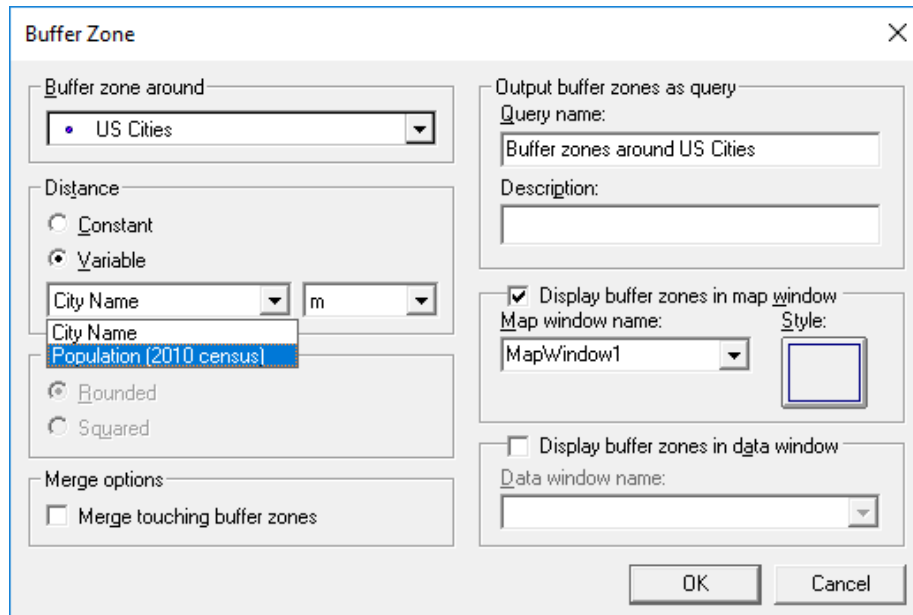 Buffer Zone
Buffer zone around
US Cities
Distance
Constant
Variable
City Name
m
City Name
Population (2010 census)
Rounded
Squared
Merge options
Merge touching buffer zones
Output buffer zones as query
Query name:
Buffer zones around US Cities
Description:
Display buffer zones in map window
Map window name:
Style:
MapWindow1
Display buffer zones in data window
Data window name:
OK
Cancel